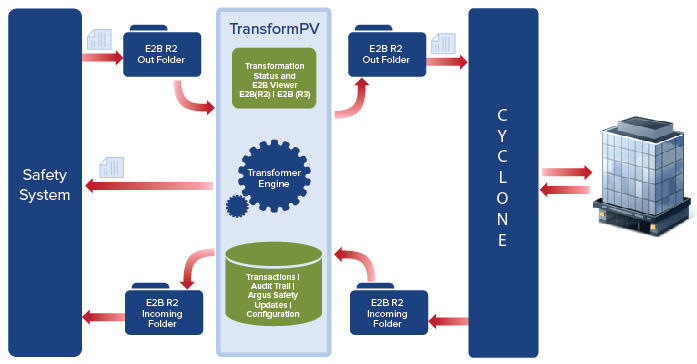 Safety
System
E2B R2
Out Folder
TransformPV
Transformation
Status and
E2B Viewer
E2B(R2) | E2B (R3)
E2B R2
Out Folder
Transformer
Engine
Transactions |
Audit Trail |
Argus Safety
Updates |
Configuration
E2B R2
Incoming
Folder
E2B R2
Incoming
Folder
CYCLONE